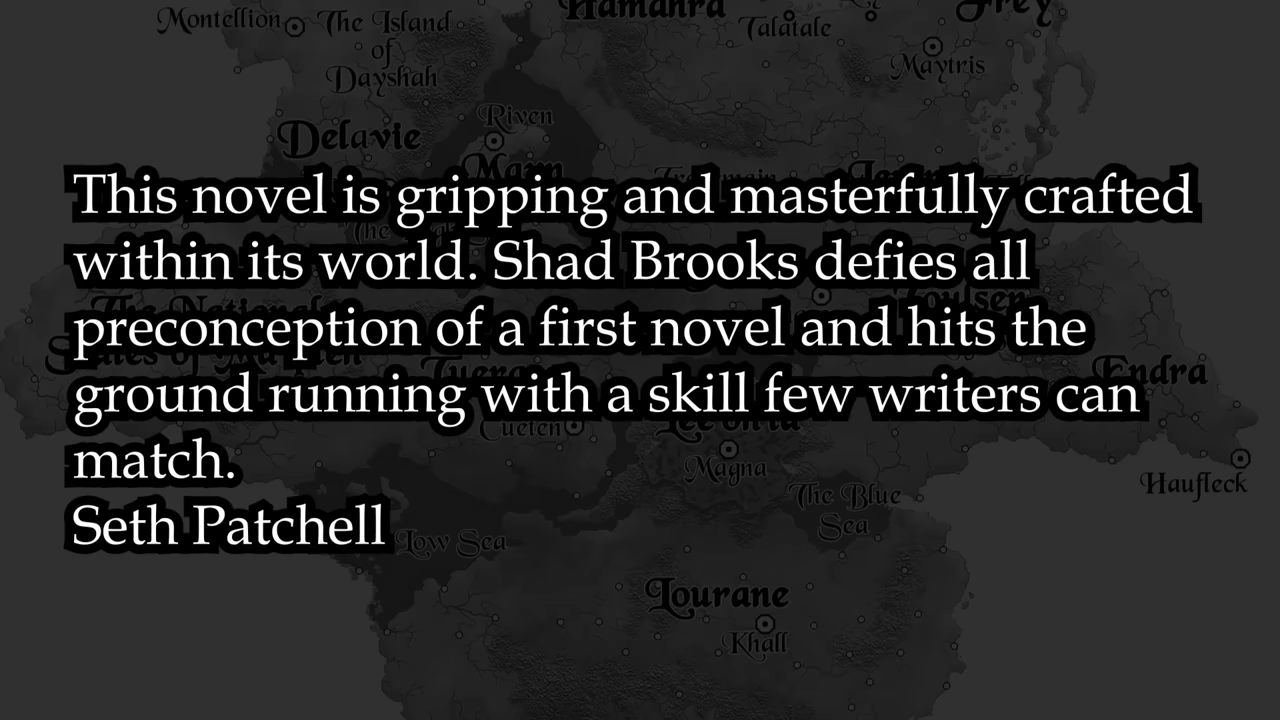 Montellion The Island
of
Dayshah
Hamanra
Talatale
Frey
Maytris
Delavie
Riven
This novel is gripping and masterfully crafted
within its world. Shad Brooks defies all
preconception of a first novel and hits the
ground running with a skill few writers can
match.
Seth Patchell
Endra
Cueten
Magna
The Blue
Sea
Haufleck
Low Sea
Lourane
Khall